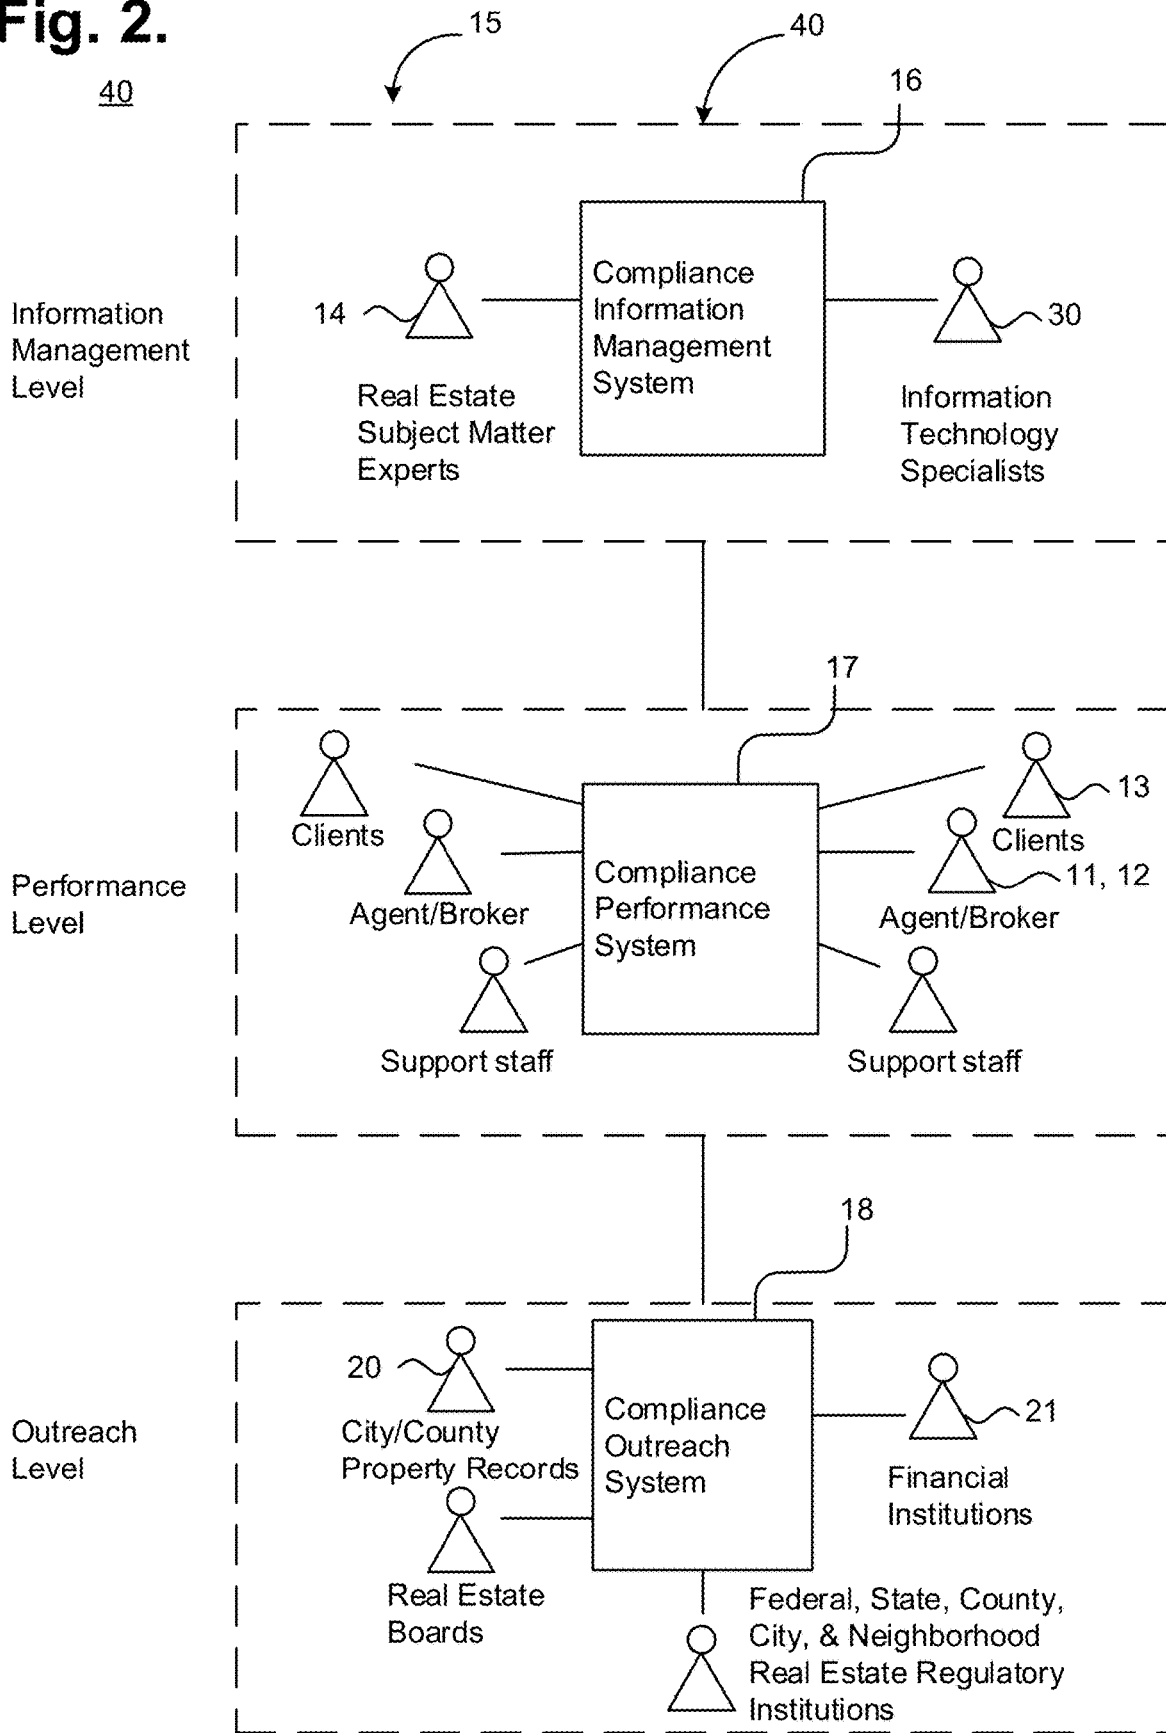 Fig. 2.
15
40
40
16
Information
Management
Level
14
Real Estate
Subject Matter
Experts
Compliance
Information
Management
System
30
Information
Technology
Specialists
17
Performance
Level
Clients
Agent/Broker
Support staff
Compliance
Performance
System
13
Clients
11, 12
Agent/Broker
Support staff
18
Outreach
Level
20
City/County
Property Records
Real Estate
Boards
Compliance
Outreach
System
21
Financial
Institutions
Federal, State, County,
City, & Neighborhood
Real Estate Regulatory
Institutions